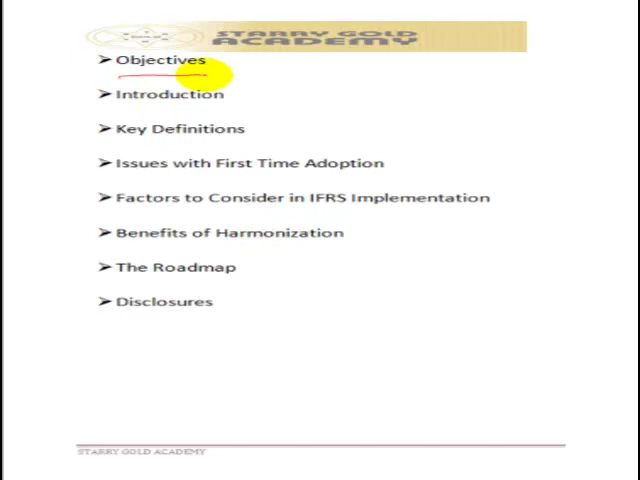 STARRY GOLD
ACADEMY
Objectives
Introduction
Key Definitions
Issues with First Time Adoption
Factors to Consider in IFRS Implementation
Benefits of Harmonization
The Roadmap
Disclosures
STARRY GOLD ACADEMY